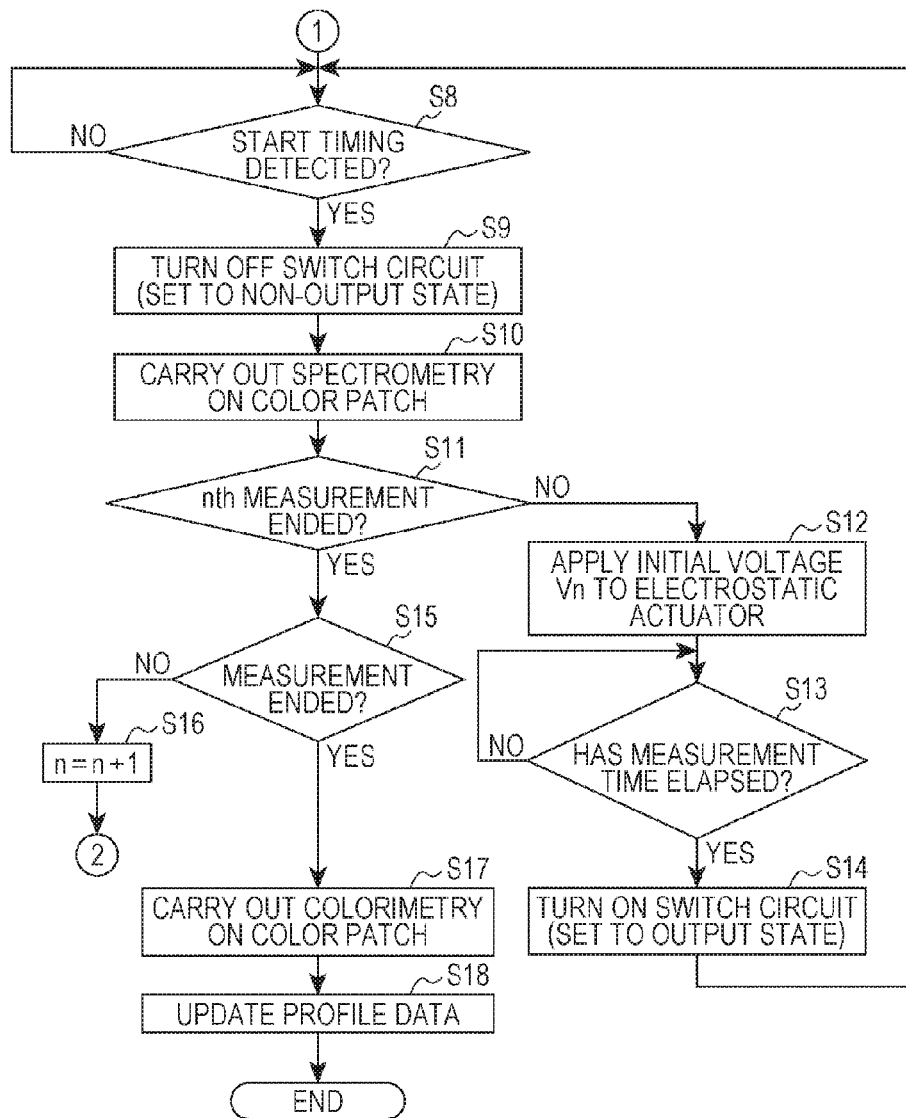 1
S8
NO
START TIMING
DETECTED?
YES
S9
TURN OFF SWITCH CIRCUIT
(SET TO NON-OUTPUT STATE)
S10
CARRY OUT SPECTROMETRY
ON COLOR PATCH
S11
nth MEASUREMENT
ENDED?
NO
YES
S12
APPLY INITIAL VOLTAGE
Vn TO ELECTROSTATIC
ACTUATOR
S15
NO
MEASUREMENT
ENDED?
YES
S13
NO
HAS MEASUREMENT
TIME ELAPSED?
YES
S16
n=n+1
2
S14
TURN ON SWITCH CIRCUIT
(SET TO OUTPUT STATE)
S17
CARRY OUT COLORIMETRY
ON COLOR PATCH
S18
UPDATE PROFILE DATA
END